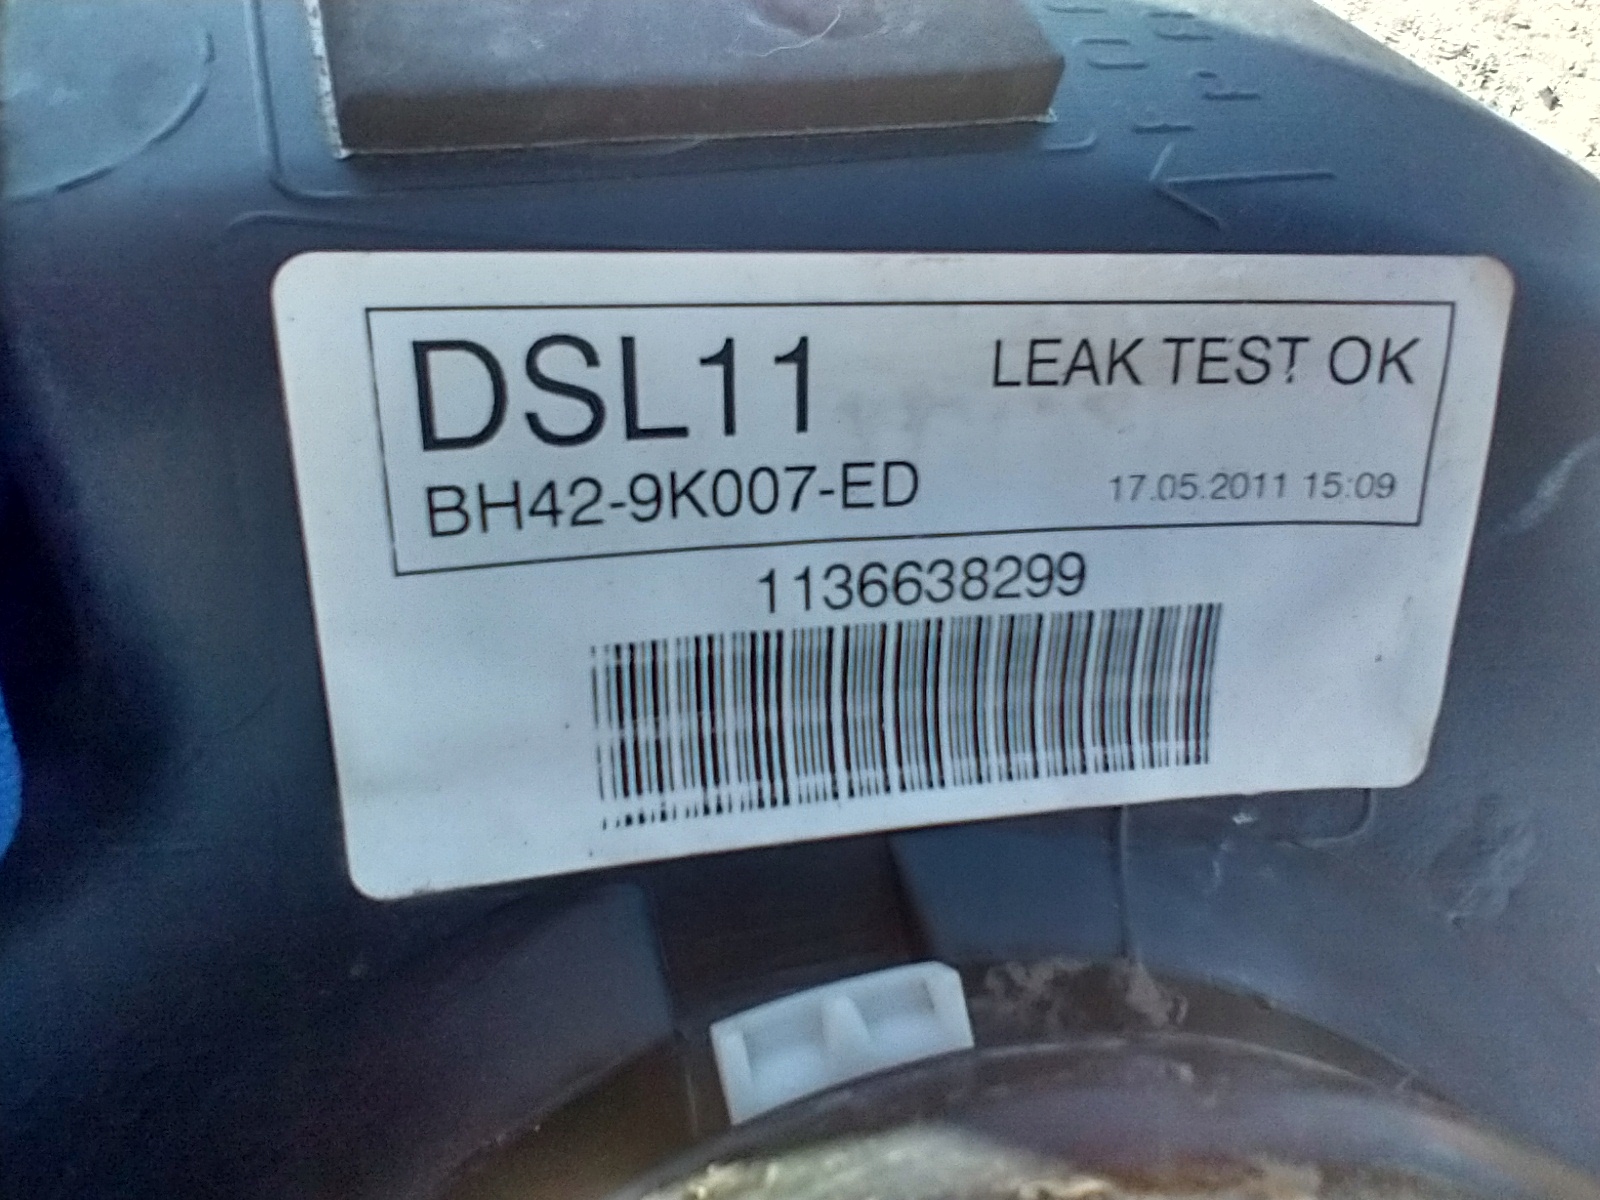 DSL11
LEAK TEST OK
BH42-9K007-ED
17.05.2011 15:09
1136638299